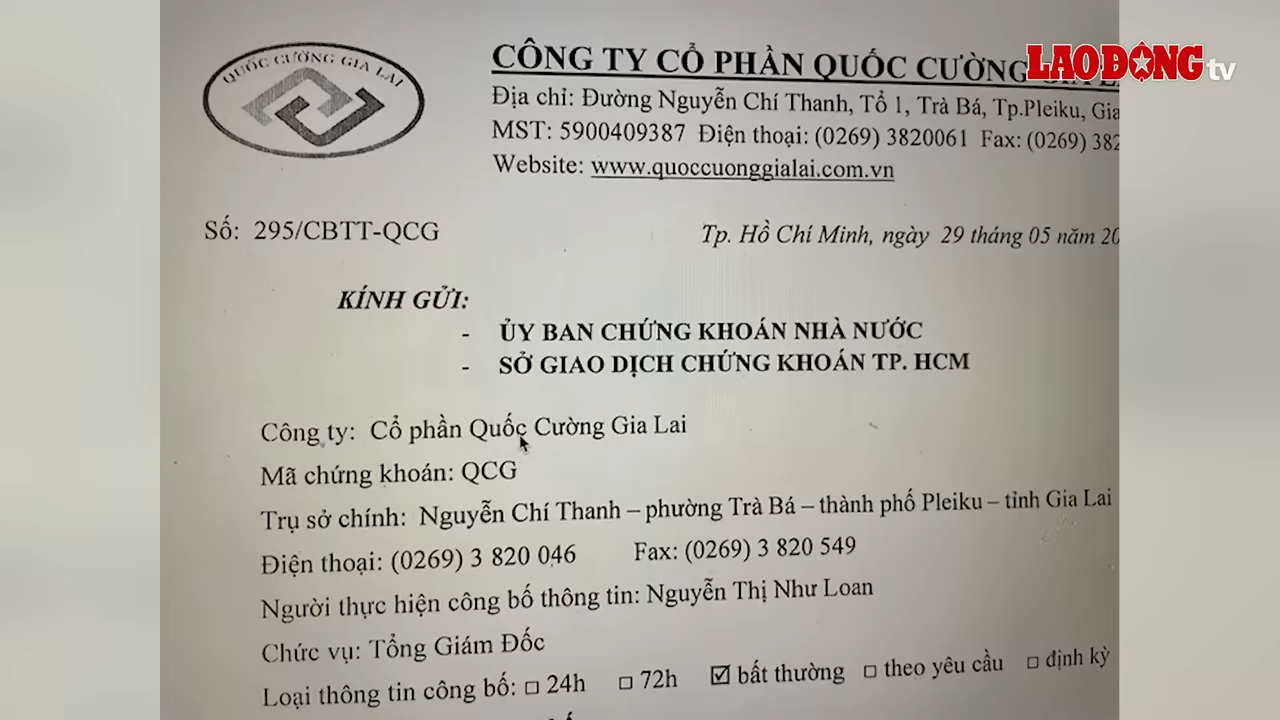 QUỐC CƯỜNG GIA LAI
CÔNG TY CỔ PHẦN QUỐC CƯỜNG
LAO ĐỘNG tv
Địa chỉ: Đường Nguyễn Chí Thanh, Tổ 1, Trà Bá, Tp.Pleiku, Gia
MST: 5900409387 Điện thoại: (0269) 3820061 Fax: (0269) 382
Website: www.quoccuonggialai.com.vn
Số: 295/CBTT-QCG
Tp. Hồ Chí Minh, ngày 29 tháng 05 năm 20
KÍNH GỬI:
- ỦY BAN CHỨNG KHOÁN NHÀ NƯỚC
- SỞ GIAO DỊCH CHỨNG KHOÁN TP. HCM
Công ty: Cổ phần Quốc Cường Gia Lai
Mã chứng khoán: QCG
Trụ sở chính: Nguyễn Chí Thanh – phường Trà Bá – thành phố Pleiku – tỉnh Gia Lai
Điện thoại: (0269) 3 820 046 Fax: (0269) 3 820 549
Người thực hiện công bố thông tin: Nguyễn Thị Như Loan
Chức vụ: Tổng Giám Đốc
Loại thông tin công bố: □ 24h □ 72h ☑ bất thường □ theo yêu cầu □ định kỳ